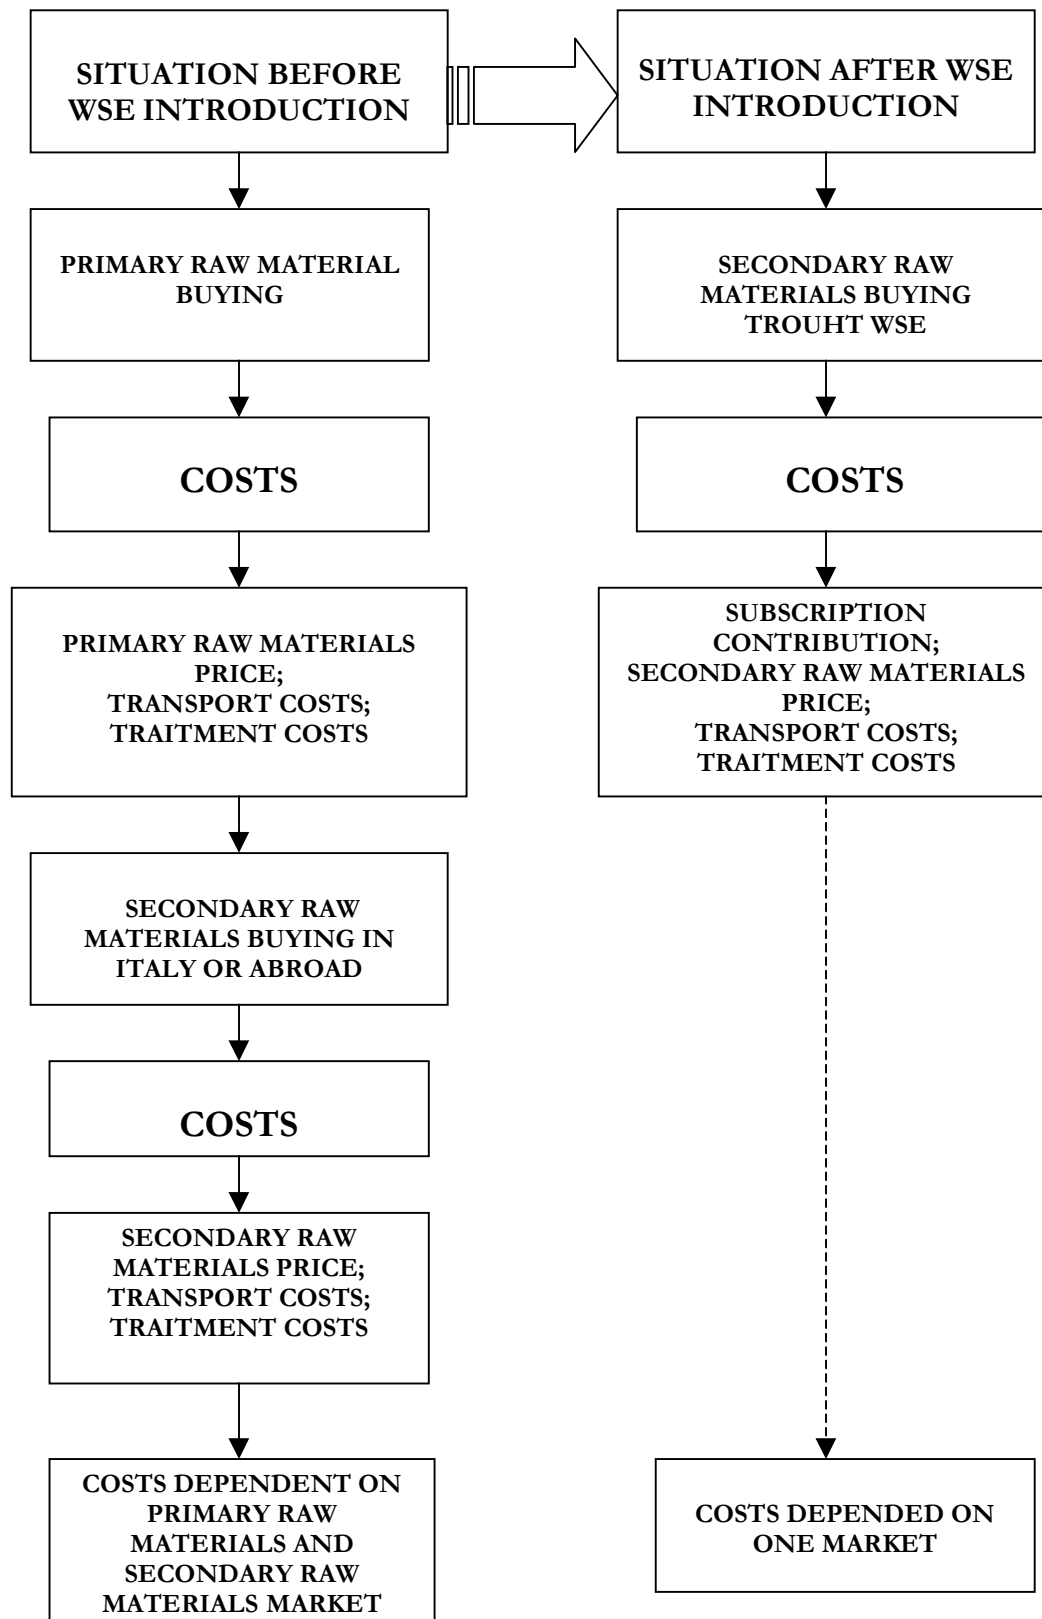 SITUATION BEFORE
WSE INTRODUCTION
SITUATION AFTER WSE
INTRODUCTION
PRIMARY RAW MATERIAL
BUYING
SECONDARY RAW
MATERIALS BUYING
TROUHT WSE
COSTS
COSTS
PRIMARY RAW MATERIALS
PRICE;
TRANSPORT COSTS;
TRAITMENT COSTS
SUBSCRIPTION
CONTRIBUTION;
SECONDARY RAW MATERIALS
PRICE;
TRANSPORT COSTS;
TRAITMENT COSTS
SECONDARY RAW
MATERIALS BUYING IN
ITALY OR ABROAD
COSTS
SECONDARY RAW
MATERIALS PRICE;
TRANSPORT COSTS;
TRAITMENT COSTS
COSTS DEPENDENT ON
PRIMARY RAW
MATERIALS AND
SECONDARY RAW
MATERIALS MARKET
COSTS DEPENDED ON
ONE MARKET